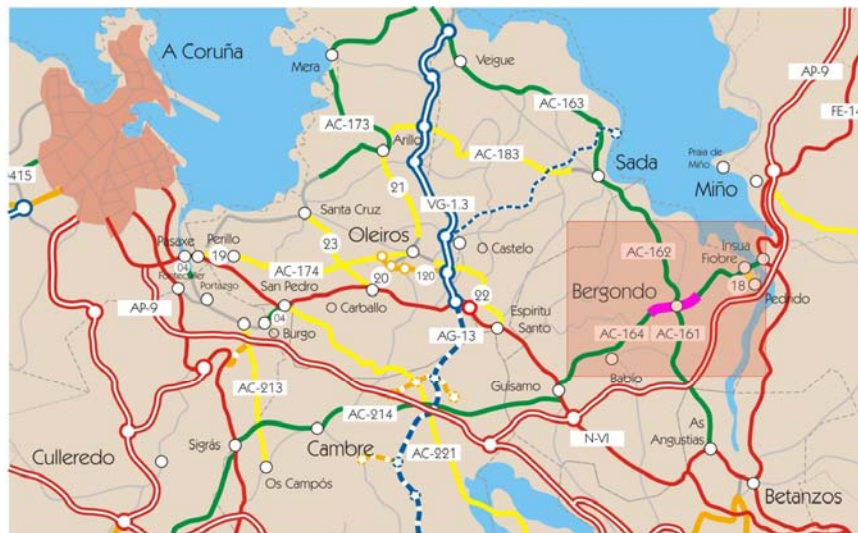 A Coruña
Veigue
AP-9
Mera
FE-14
AC-163
AC-173
Arillo
AC-183
Praia de
Miño
415
21
Sada
Miño
VG-1.3
Santa Cruz
Pasaxe
Perillo
23
Oleiros
Castelo
AC-162
Insua
Fiobre
19
04
AC-174
120
18
Portazgo
San Pedro
20
22
Bergondo
Pedrido
AP-9
Carballo
Espiritu
Santo
04
Burgo
AG-13
AC-164
AC-161
Babío
AC-213
Guísamo
AC-214
Sigrás
Cambre
N-VI
As
Angustias
Culleredo
AC-221
Os Campós
Betanzos